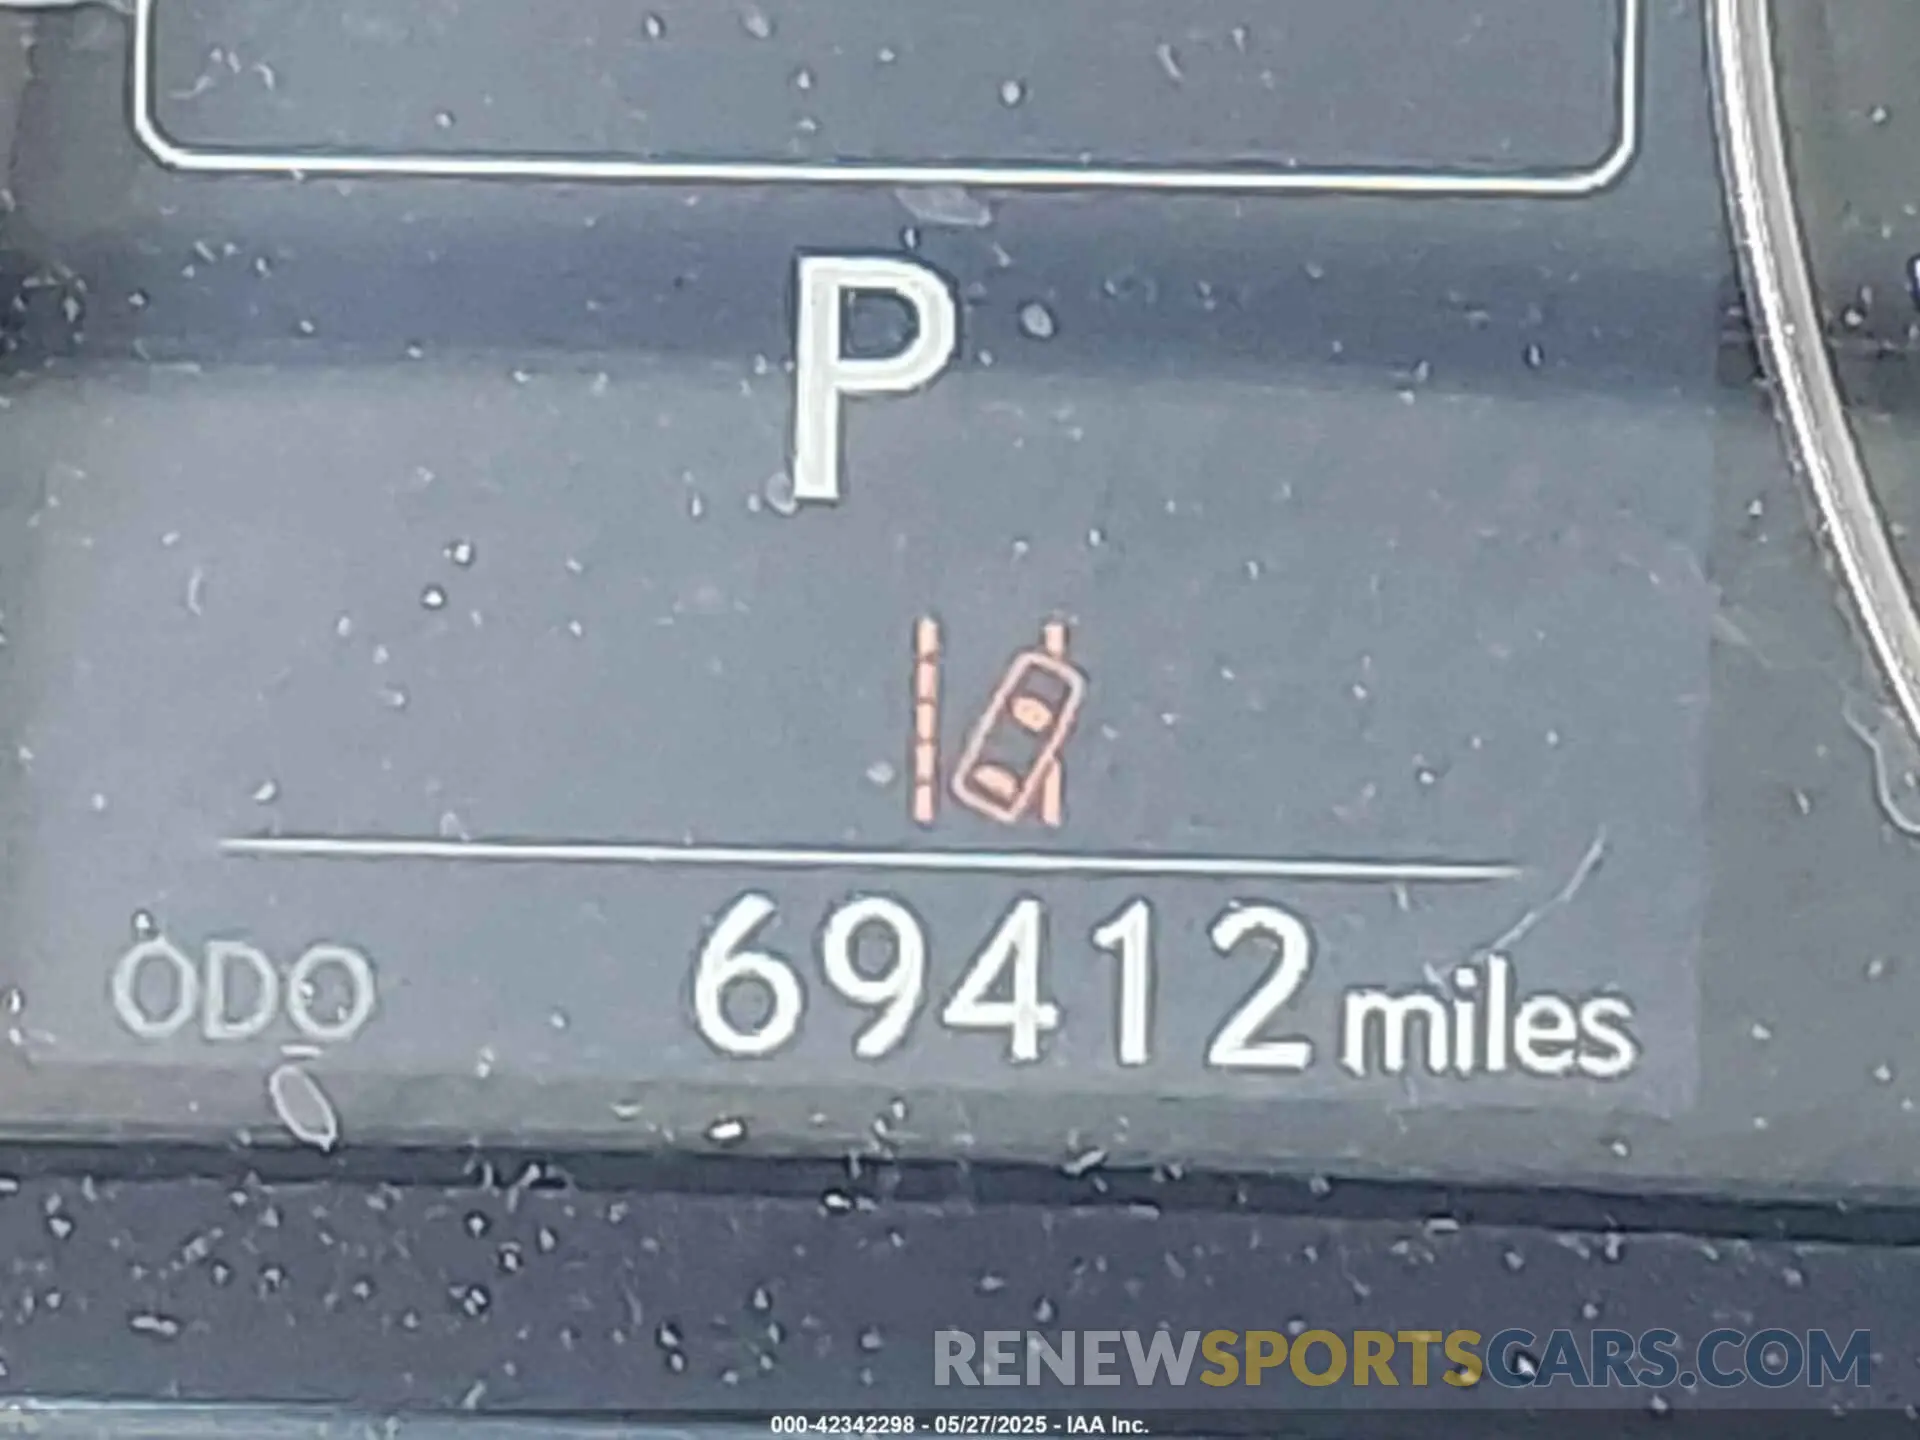 P
ODO 69412 miles
RENEWSPORTSCARS.COM
000-42342298 - 05/27/2025 - IAA Inc.